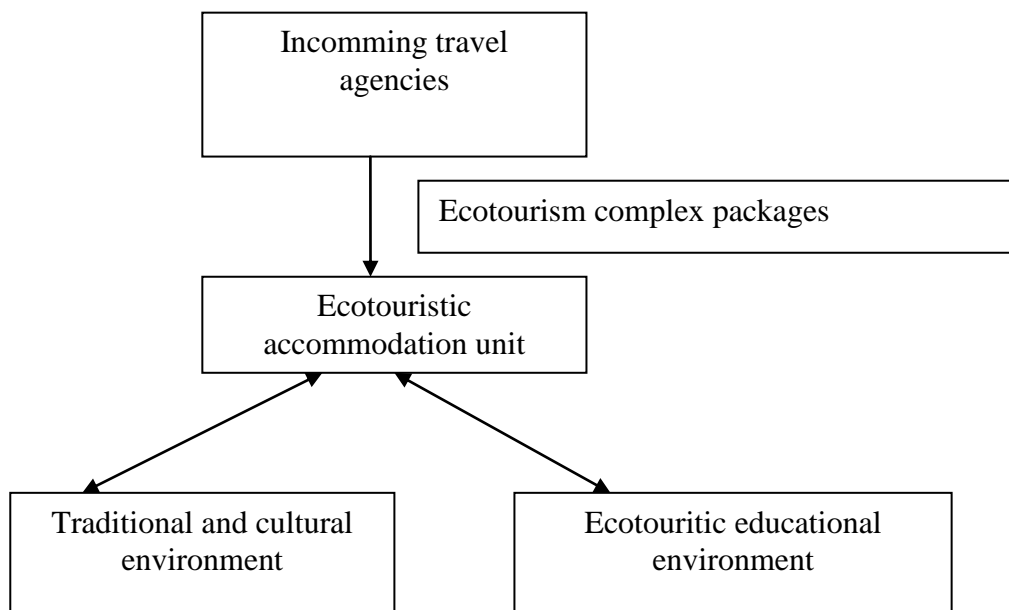 Incomming travel
agencies
Ecotourism complex packages
Ecotouristic
accommodation unit
Traditional and cultural
environment
Ecotouritic educational
environment